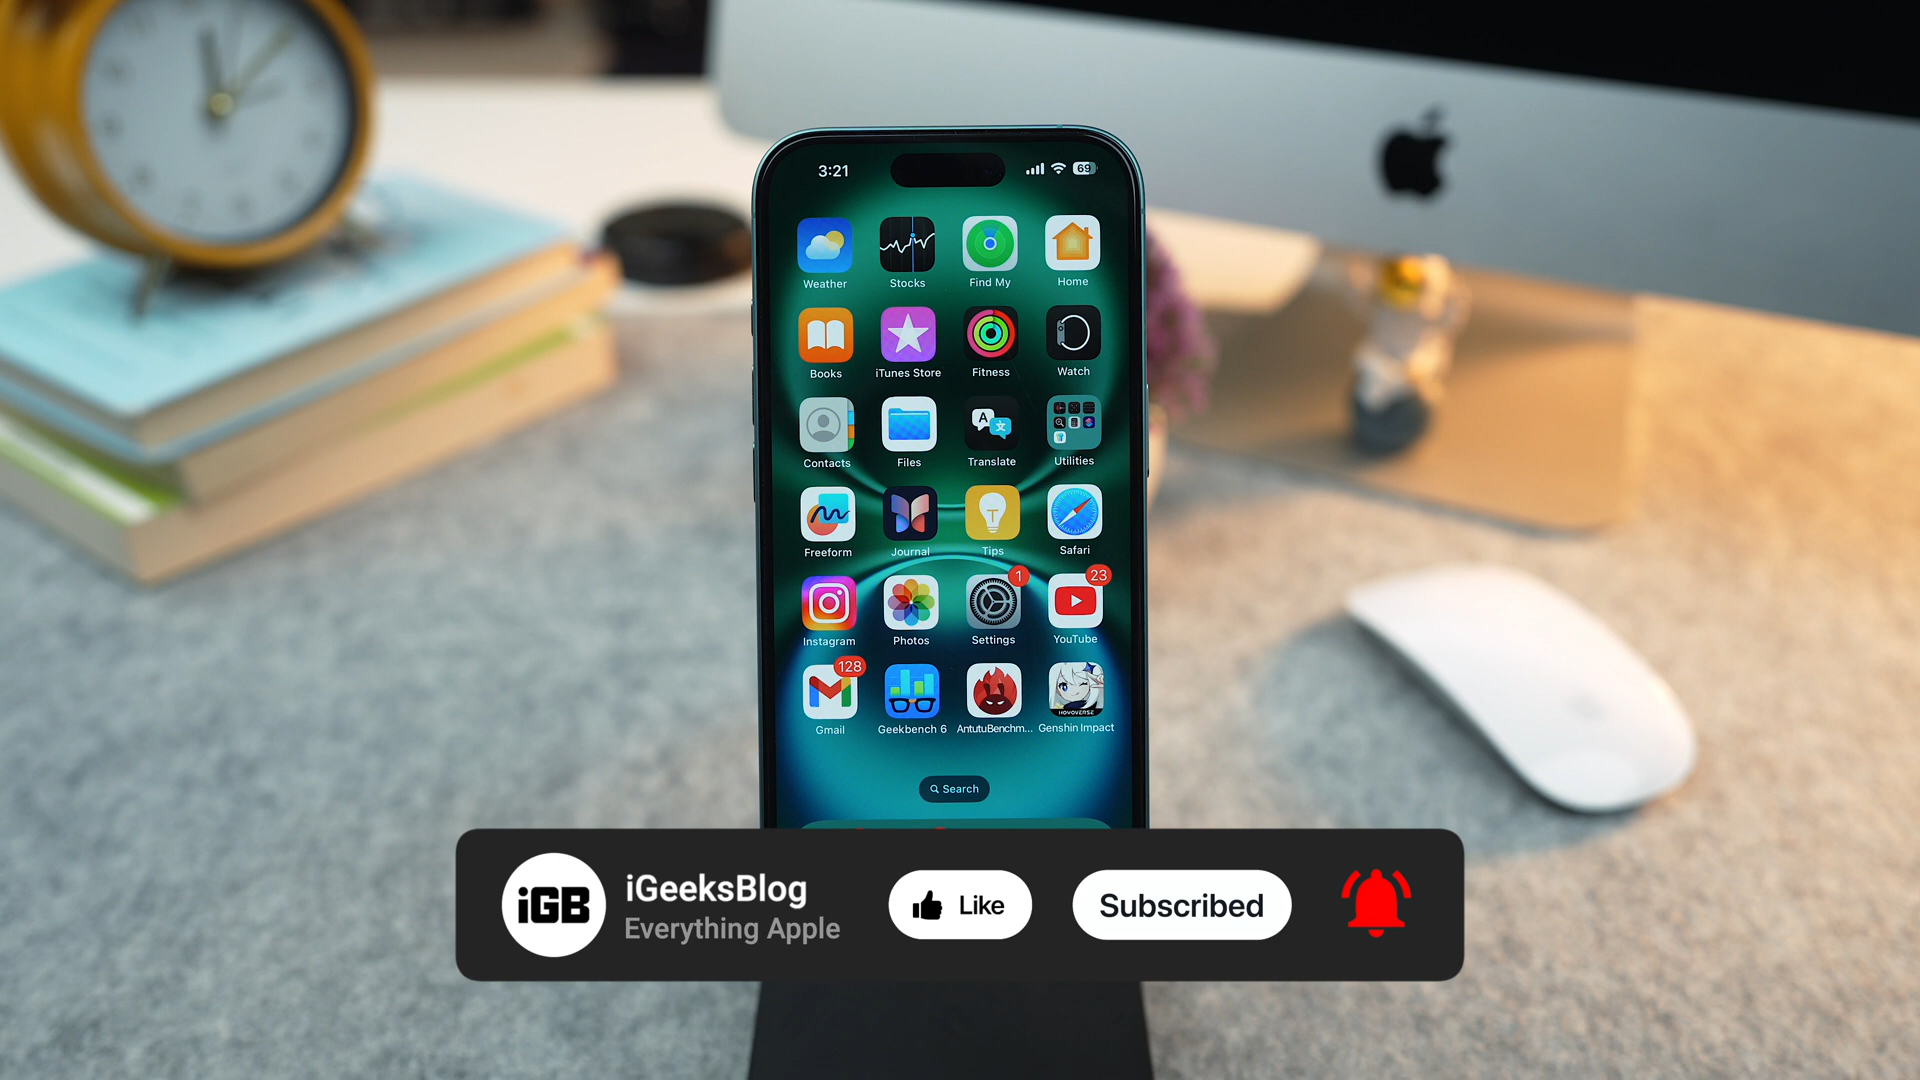 3:21
69
Weather Stocks Find My Home
Books iTunes Store Fitness Watch
Contacts Files Translate Utilities
Freeform Journal Tips Safari
1 23
Instagram Photos Settings YouTube
128
HOYOVERSE
Gmail Geekbench 6 AntutuBenchm... Genshin Impact
Search
iGB
iGeeksBlog
Everything Apple
Like
Subscribed